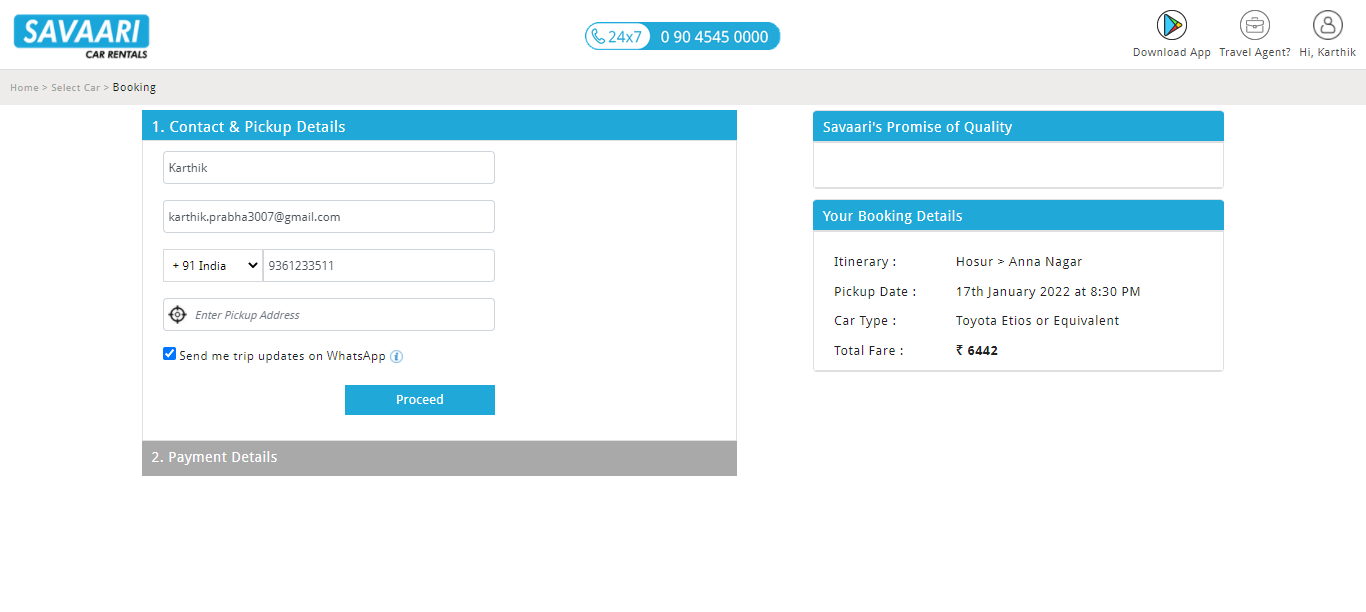 SAVAARI
CAR RENTALS
24x7 0 90 4545 0000
Download App Travel Agent? Hi, Karthik
Home > Select Car > Booking
1. Contact & Pickup Details
Karthik
karthik.prabha3007@gmail.com
+ 91 India 9361233511
Enter Pickup Address
Send me trip updates on WhatsApp i
Proceed
2. Payment Details
Savaari's Promise of Quality
Your Booking Details
Itinerary : Hosur > Anna Nagar
Pickup Date : 17th January 2022 at 8:30 PM
Car Type : Toyota Etios or Equivalent
Total Fare : ₹ 6442